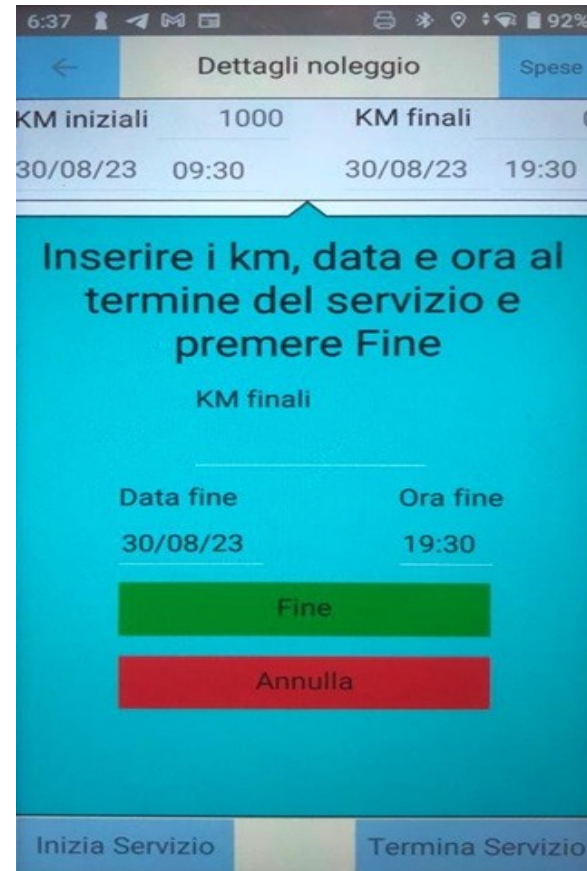 6:37 92%
Dettagli noleggio Spese
KM iniziali 1000 KM finali 0
30/08/23 09:30 30/08/23 19:30
Inserire i km, data e ora al
termine del servizio e
premere Fine
KM finali
Data fine Ora fine
30/08/23 19:30
Fine
Annulla
Inizia Servizio Termina Servizio